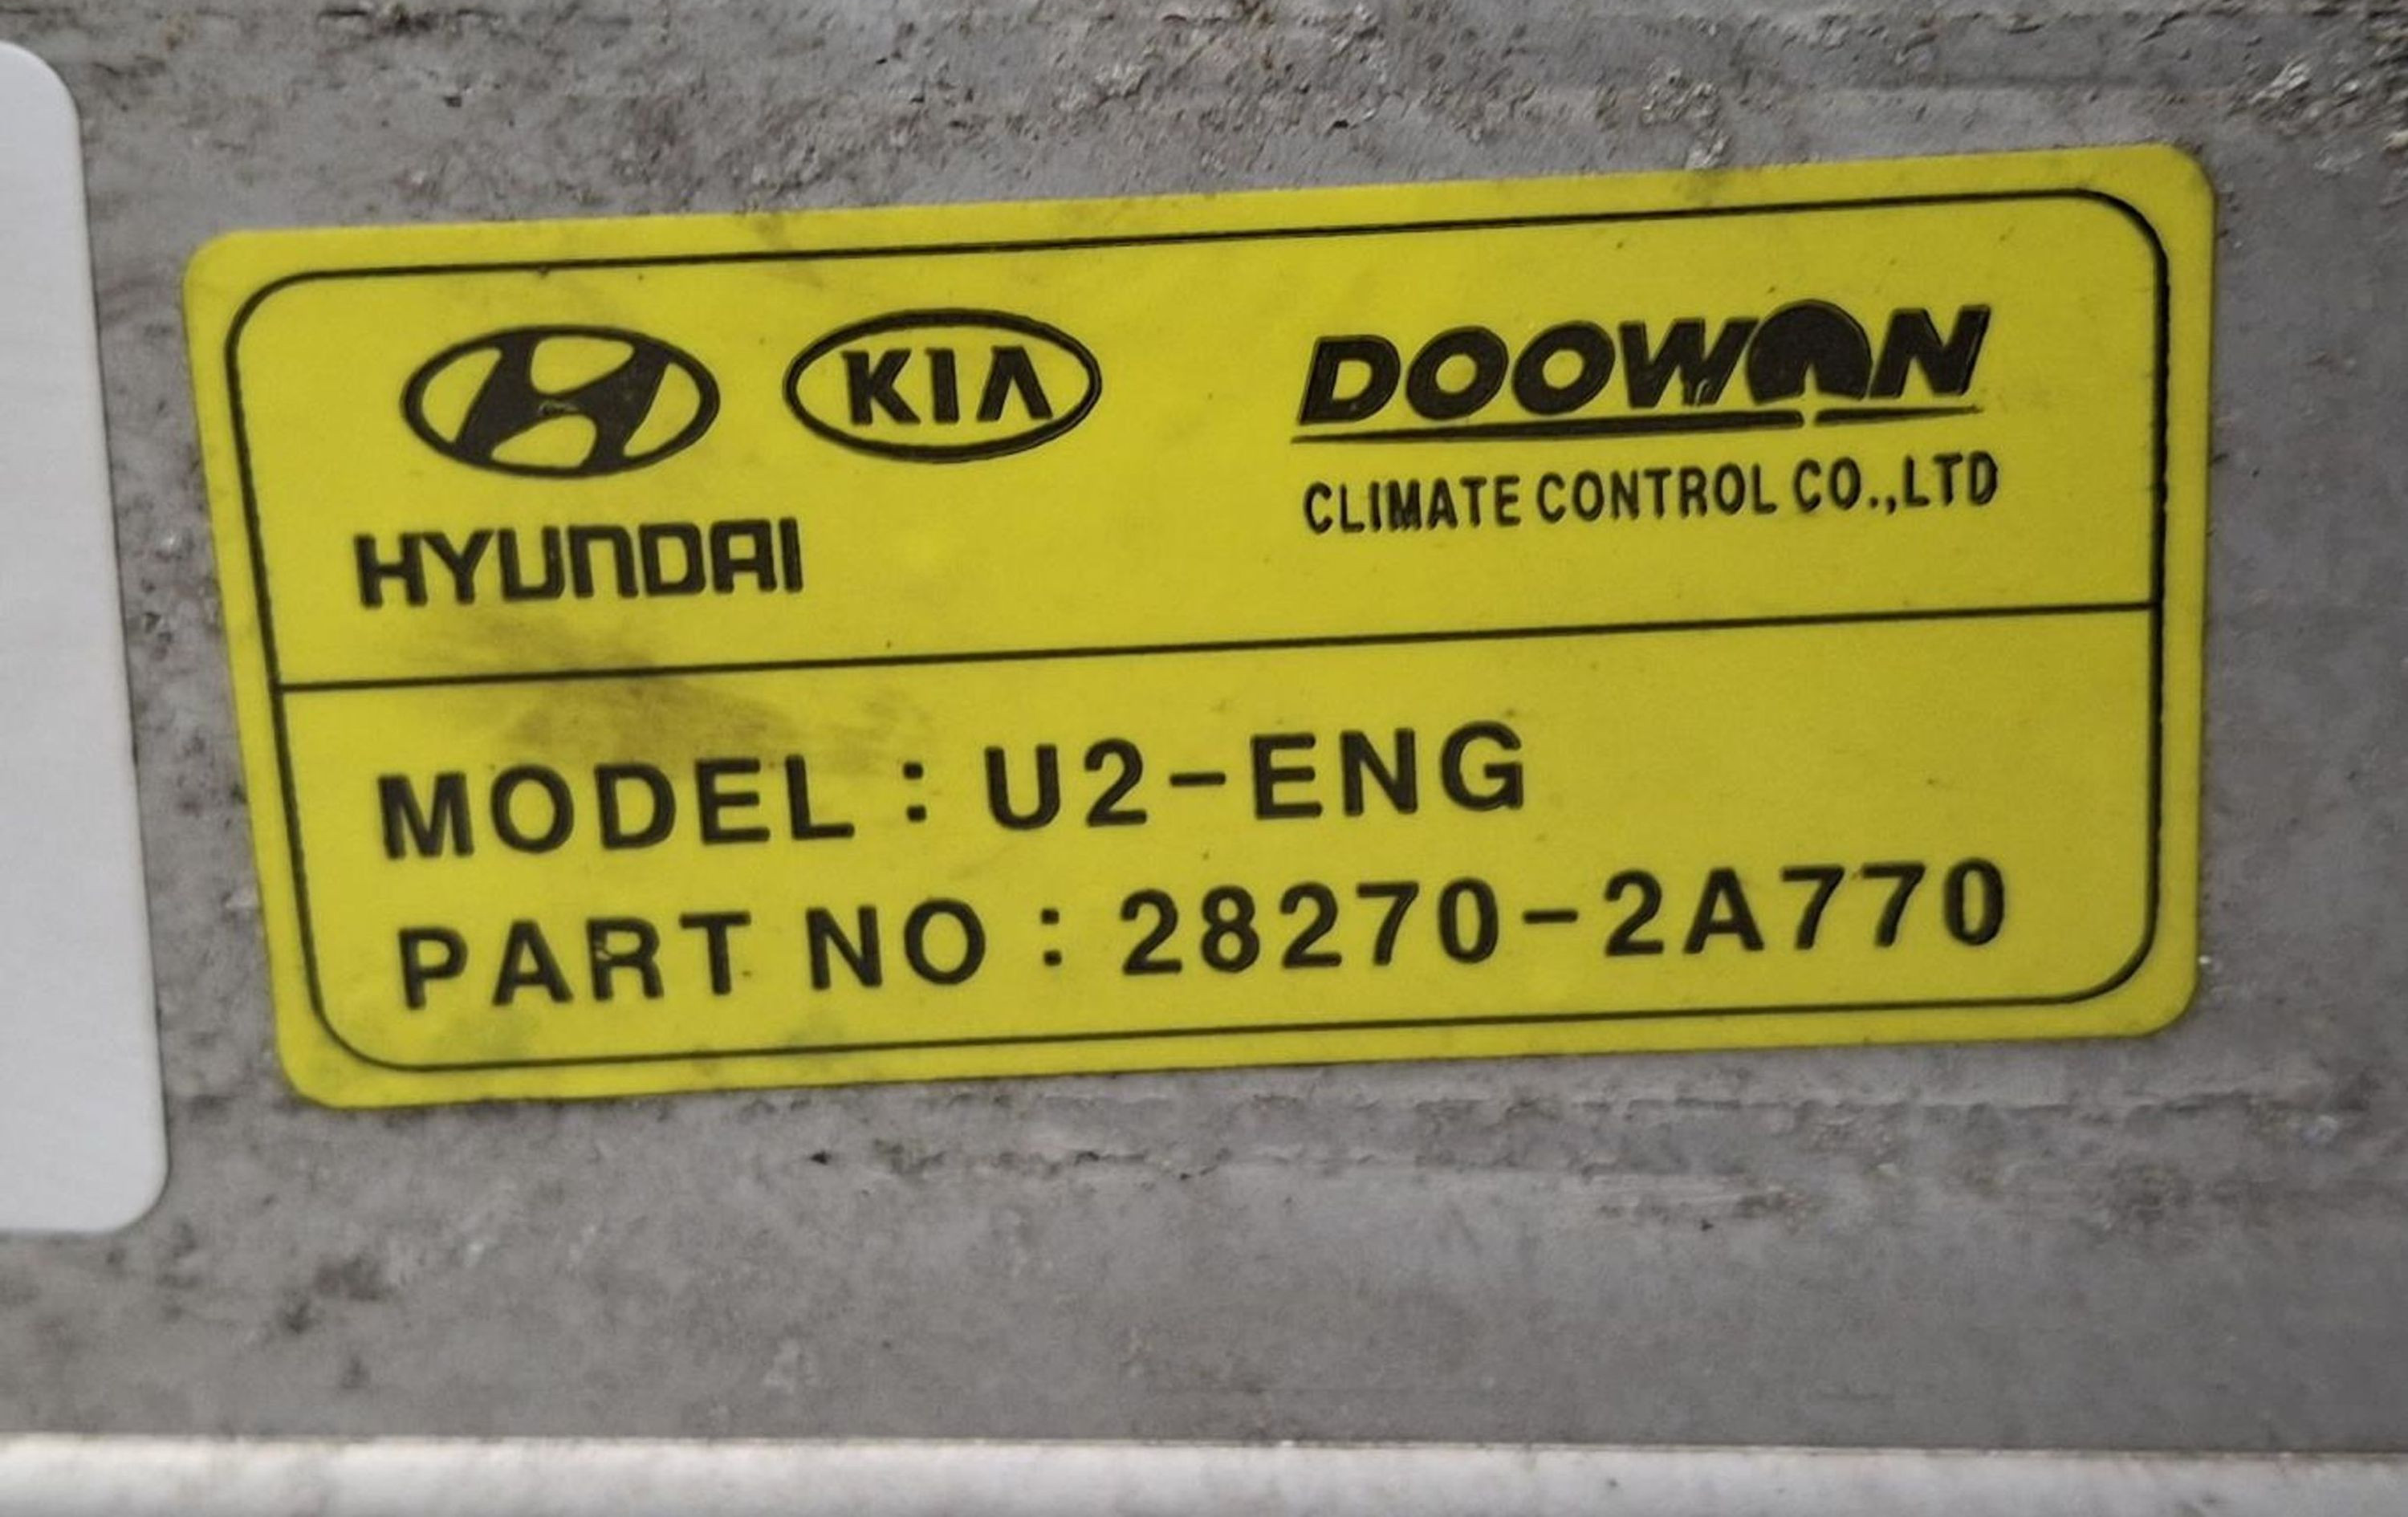 KIA
DOOWON
CLIMATE CONTROL CO.,LTD
HYUNDAI
MODEL : U2-ENG
PART NO : 28270-2A770